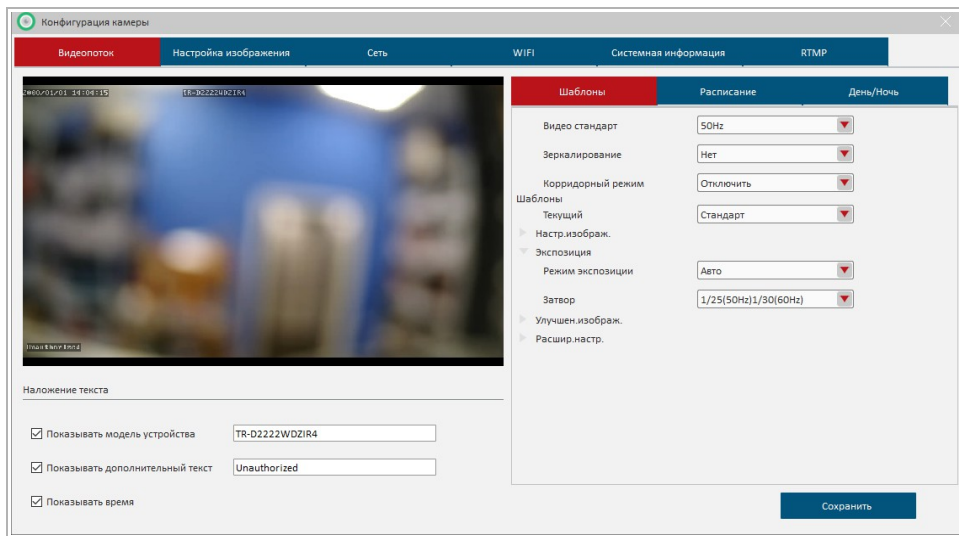 Конфигурация камеры
Видеопоток
Настройка изображения
Сеть
WIFI
Системная информация
RTMP
2000/01/01 14:04:15
TR-D2222WDZIR4
Unauthorized
Наложение текста
Показывать модель устройства TR-D2222WDZIR4
Показывать дополнительный текст Unauthorized
Показывать время
Шаблоны
Расписание
День/Ночь
Видео стандарт 50Hz
Зеркалирование Нет
Корридорный режим Отключить
Шаблоны
Текущий Стандарт
Настр.изображ.
Экспозиция
Режим экспозиции Авто
Затвор 1/25(50Hz)1/30(60Hz)
Улучшен.изображ.
Расшир.настр.
Сохранить